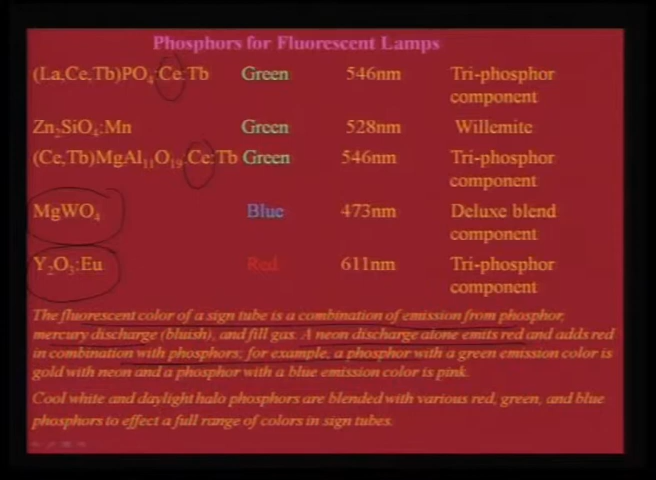 Phosphors for Fluorescent Lamps
(La,Ce,Tb)PO₄:Ce:Tb Green 546nm Tri-phosphor
component
Zn₂SiO₄:Mn Green 528nm Willemite
(Ce,Tb)MgAl₁₁O₁₉:Ce:Tb Green 546nm Tri-phosphor
component
MgWO₄ Blue 473nm Deluxe blend
component
Y₂O₃:Eu Red 611nm Tri-phosphor
component
The fluorescent color of a sign tube is a combination of emission from phosphor,
mercury discharge (bluish), and fill gas. A neon discharge alone emits red and adds red
in combination with phosphors; for example, a phosphor with a green emission color is
gold with neon and a phosphor with a blue emission color is pink.
Cool white and daylight halo phosphors are blended with various red, green, and blue
phosphors to effect a full range of colors in sign tubes.